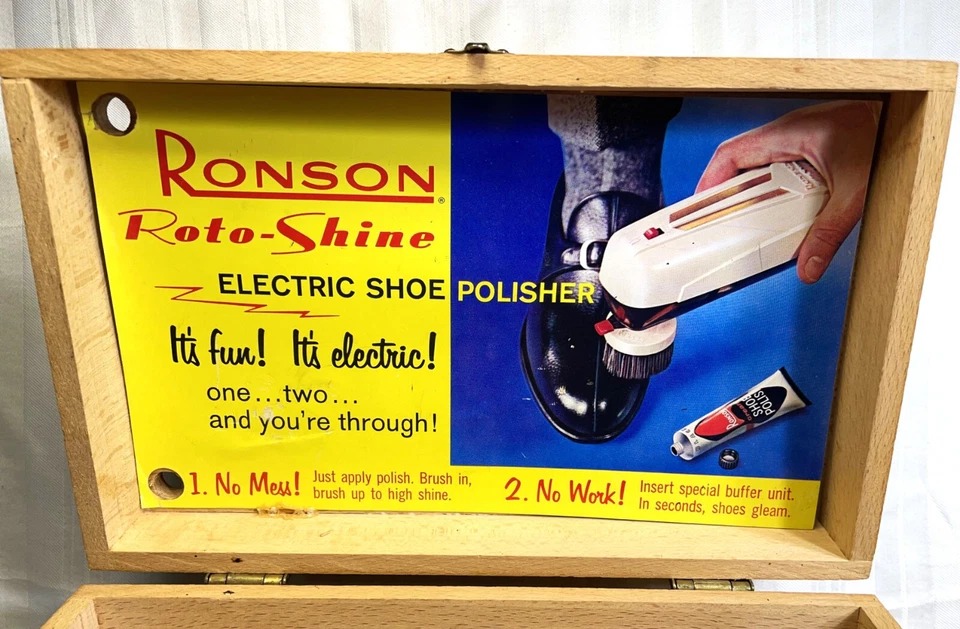 RONSON®
Roto-Shine
ELECTRIC SHOE POLISHER
It's fun! It's electric!
one...two...
and you're through!
1. No Mess! Just apply polish. Brush in,
brush up to high shine.
2. No Work! Insert special buffer unit.
In seconds, shoes gleam.
SHOE
POLIS